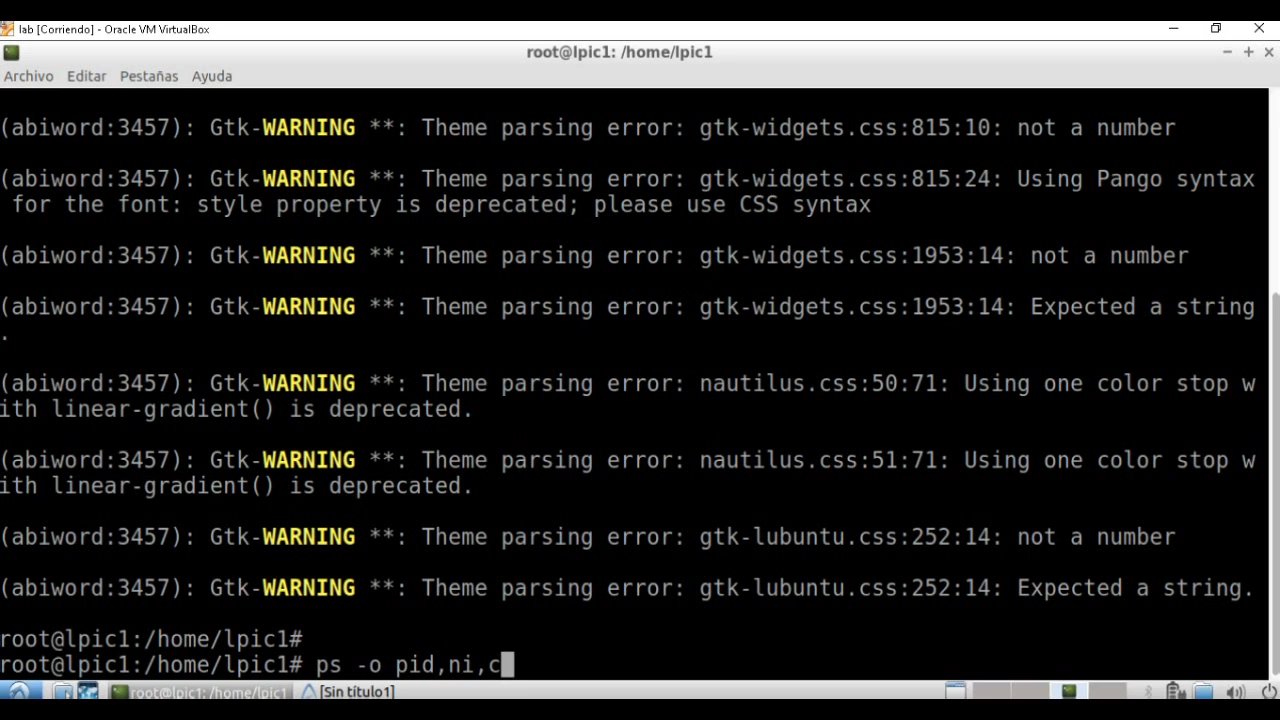 lab [Corriendo] - Oracle VM VirtualBox
root@lpic1: /home/lpic1
Archivo Editar Pestañas Ayuda
(abiword:3457): Gtk-WARNING **: Theme parsing error: gtk-widgets.css:815:10: not a number
(abiword:3457): Gtk-WARNING **: Theme parsing error: gtk-widgets.css:815:24: Using Pango syntax
for the font: style property is deprecated; please use CSS syntax
(abiword:3457): Gtk-WARNING **: Theme parsing error: gtk-widgets.css:1953:14: not a number
(abiword:3457): Gtk-WARNING **: Theme parsing error: gtk-widgets.css:1953:14: Expected a string
.
(abiword:3457): Gtk-WARNING **: Theme parsing error: nautilus.css:50:71: Using one color stop w
ith linear-gradient() is deprecated.
(abiword:3457): Gtk-WARNING **: Theme parsing error: nautilus.css:51:71: Using one color stop w
ith linear-gradient() is deprecated.
(abiword:3457): Gtk-WARNING **: Theme parsing error: gtk-lubuntu.css:252:14: not a number
(abiword:3457): Gtk-WARNING **: Theme parsing error: gtk-lubuntu.css:252:14: Expected a string.
root@lpic1:/home/lpic1#
root@lpic1:/home/lpic1# ps -o pid,ni,c
root@lpic1: /home/lpic1 [Sin título1]